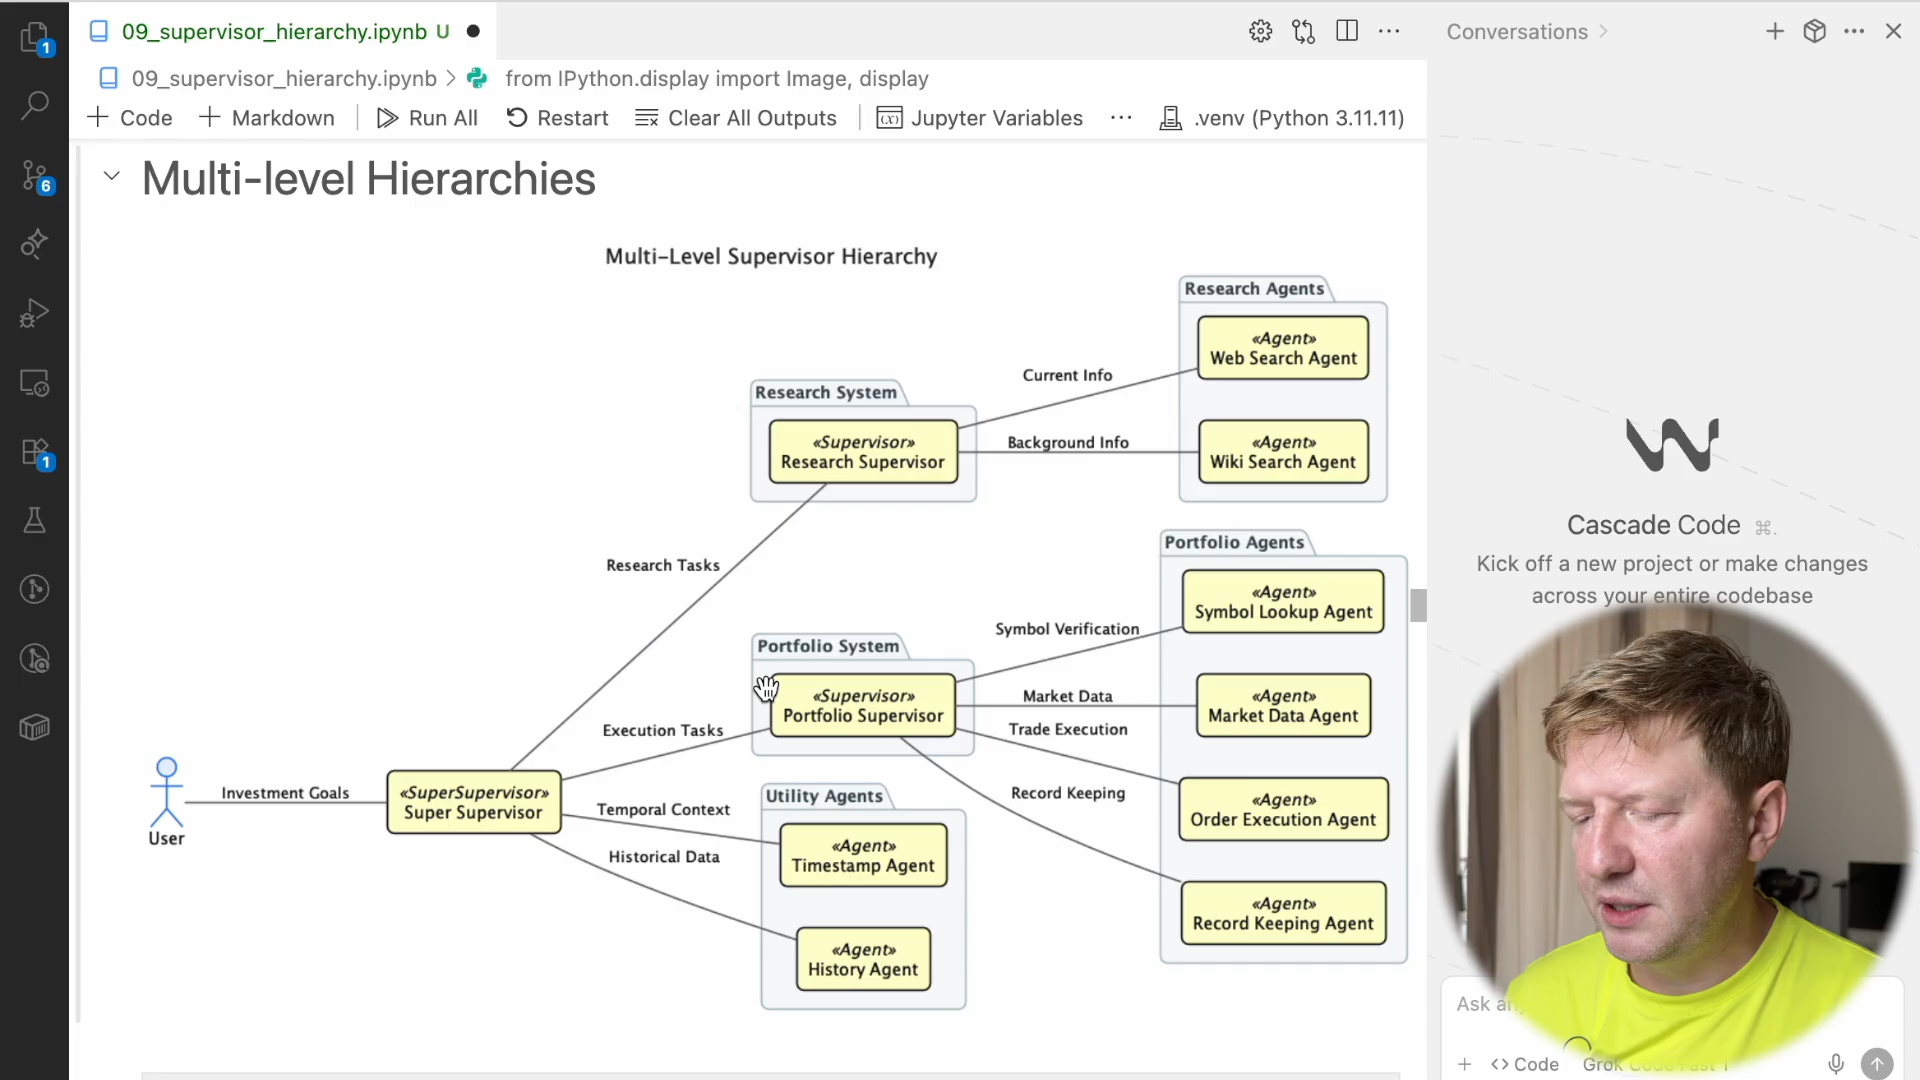 09_supervisor_hierarchy.ipynb U
Conversations
1
09_supervisor_hierarchy.ipynb
from IPython.display import Image, display
Code
Markdown
Run All
Restart
Clear All Outputs
Jupyter Variables
.venv (Python 3.11.11)
6
Multi-level Hierarchies
Multi-Level Supervisor Hierarchy
Research Agents
«Agent»
Web Search Agent
Current Info
Research System
«Supervisor»
Research Supervisor
Background Info
«Agent»
Wiki Search Agent
1
Cascade Code ⌘.
Kick off a new project or make changes
across your entire codebase
Research Tasks
Portfolio Agents
«Agent»
Symbol Lookup Agent
Symbol Verification
Portfolio System
«Supervisor»
Portfolio Supervisor
Market Data
«Agent»
Market Data Agent
Trade Execution
Execution Tasks
Record Keeping
«Agent»
Order Execution Agent
Investment Goals
User
«SuperSupervisor»
Super Supervisor
Temporal Context
Utility Agents
«Agent»
Timestamp Agent
Historical Data
«Agent»
Record Keeping Agent
«Agent»
History Agent
Ask
Code